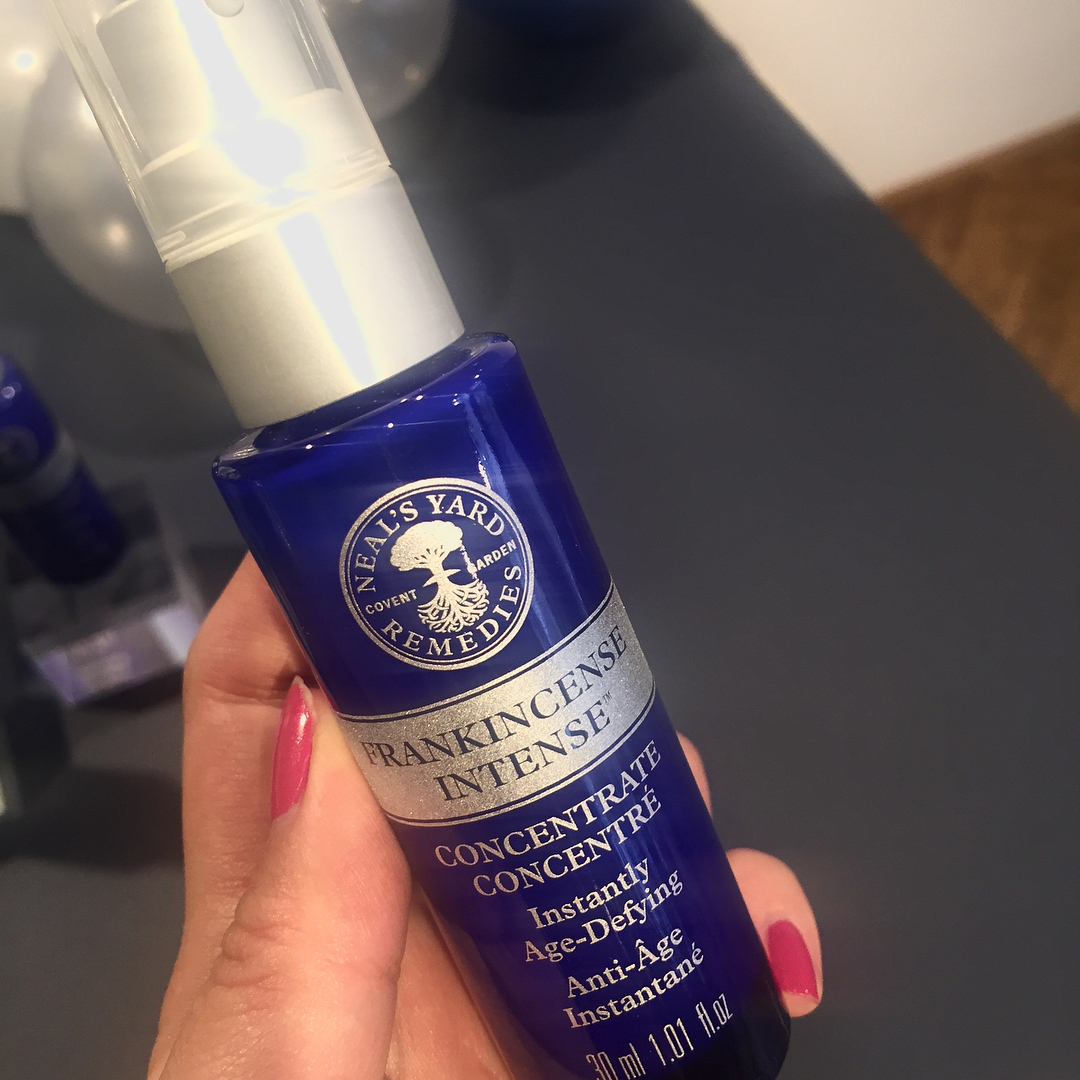 NEAL'S YARD
COVENT GARDEN
REMEDIES
FRANKINCENSE
INTENSE™
CONCENTRATE
CONCENTRÉ
Instantly
Age-Defying
Anti-Âge
Instantané
30 ml 1.01 fl.oz